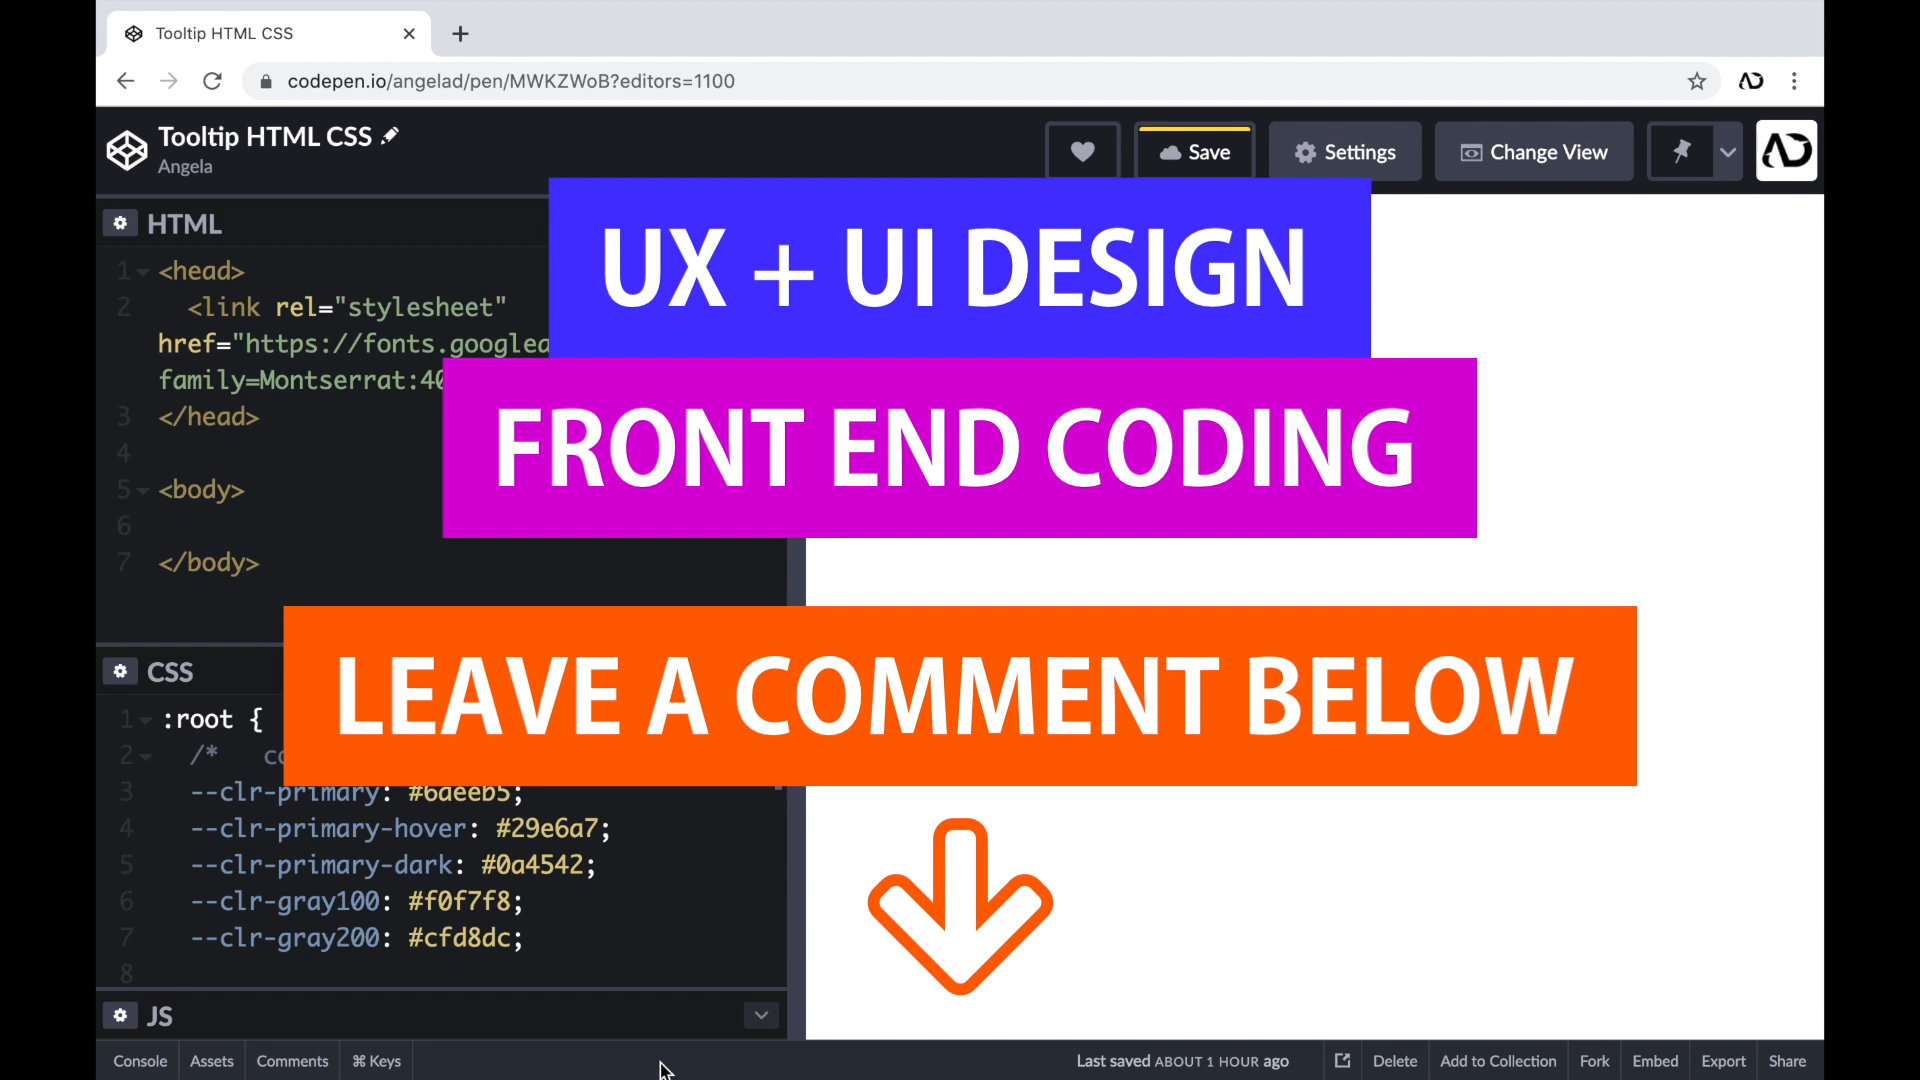 Tooltip HTML CSS
codepen.io/angelad/pen/MWKZWoB?editors=1100
Tooltip HTML CSS
Angela
Save
Settings
Change View
HTML
1 <head>
2 <link rel="stylesheet"
href="https://fonts.googlea
family=Montserrat:40
3 </head>
4
5 <body>
6
7 </body>
UX + UI DESIGN
FRONT END CODING
LEAVE A COMMENT BELOW
CSS
1 :root {
2 /* co
3 --clr-primary: #6aeeb5;
4 --clr-primary-hover: #29e6a7;
5 --clr-primary-dark: #0a4542;
6 --clr-gray100: #f0f7f8;
7 --clr-gray200: #cfd8dc;
8
JS
Console Assets Comments ⌘ Keys Last saved ABOUT 1 HOUR ago Delete Add to Collection Fork Embed Export Share